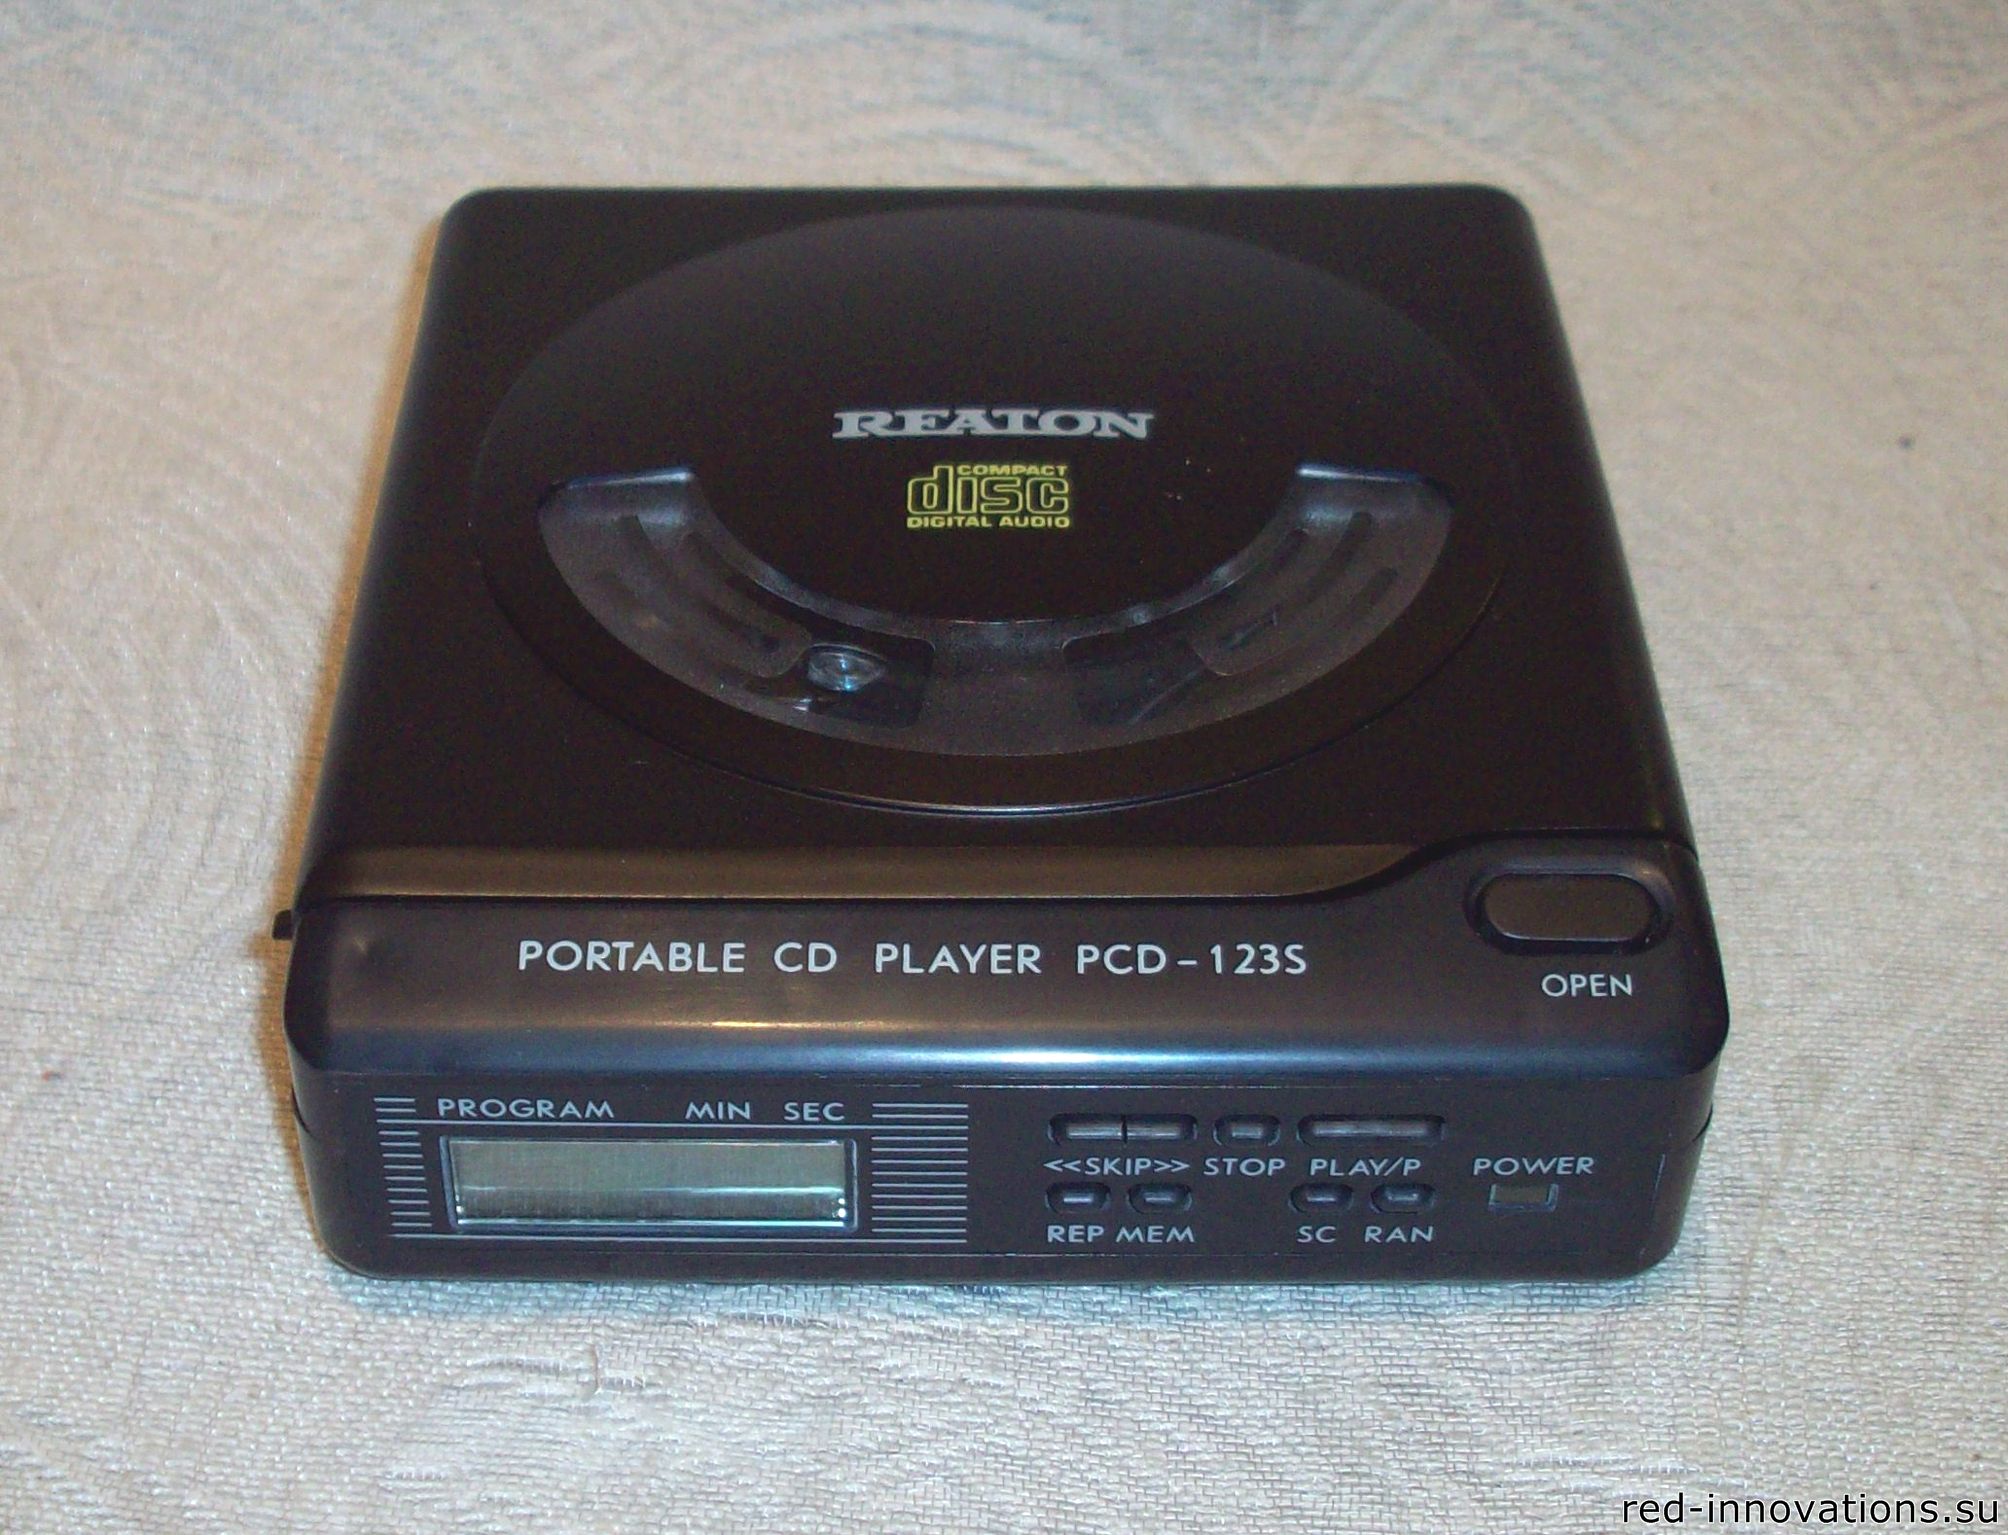 REATON
COMPACT
disc
DIGITAL AUDIO
PORTABLE CD PLAYER PCD-123S
OPEN
PROGRAM MIN SEC
<<SKIP>> STOP PLAY/P POWER
REP MEM SC RAN
red-innovations.su